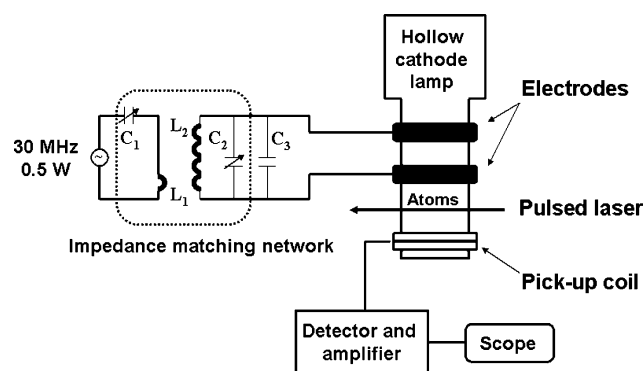 Hollow
cathode
lamp
Electrodes
L₂
C₁
C₂
C₃
30 MHz
0.5 W
~
L₁
Atoms
Pulsed laser
Impedance matching network
Pick-up coil
Detector and
amplifier
Scope